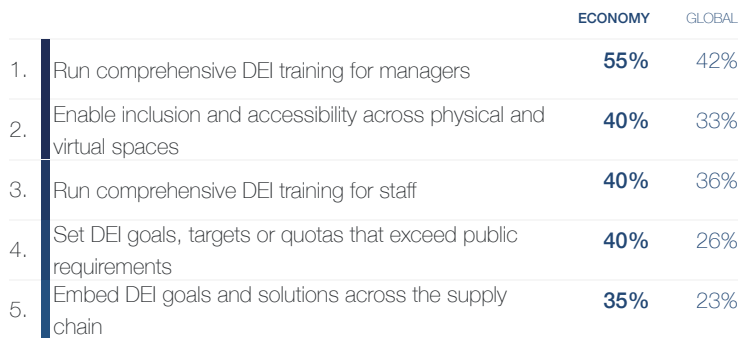 ECONOMY GLOBAL
1. Run comprehensive DEI training for managers 55% 42%
2. Enable inclusion and accessibility across physical and
virtual spaces 40% 33%
3. Run comprehensive DEI training for staff 40% 36%
4. Set DEI goals, targets or quotas that exceed public
requirements 40% 26%
5. Embed DEI goals and solutions across the supply
chain 35% 23%